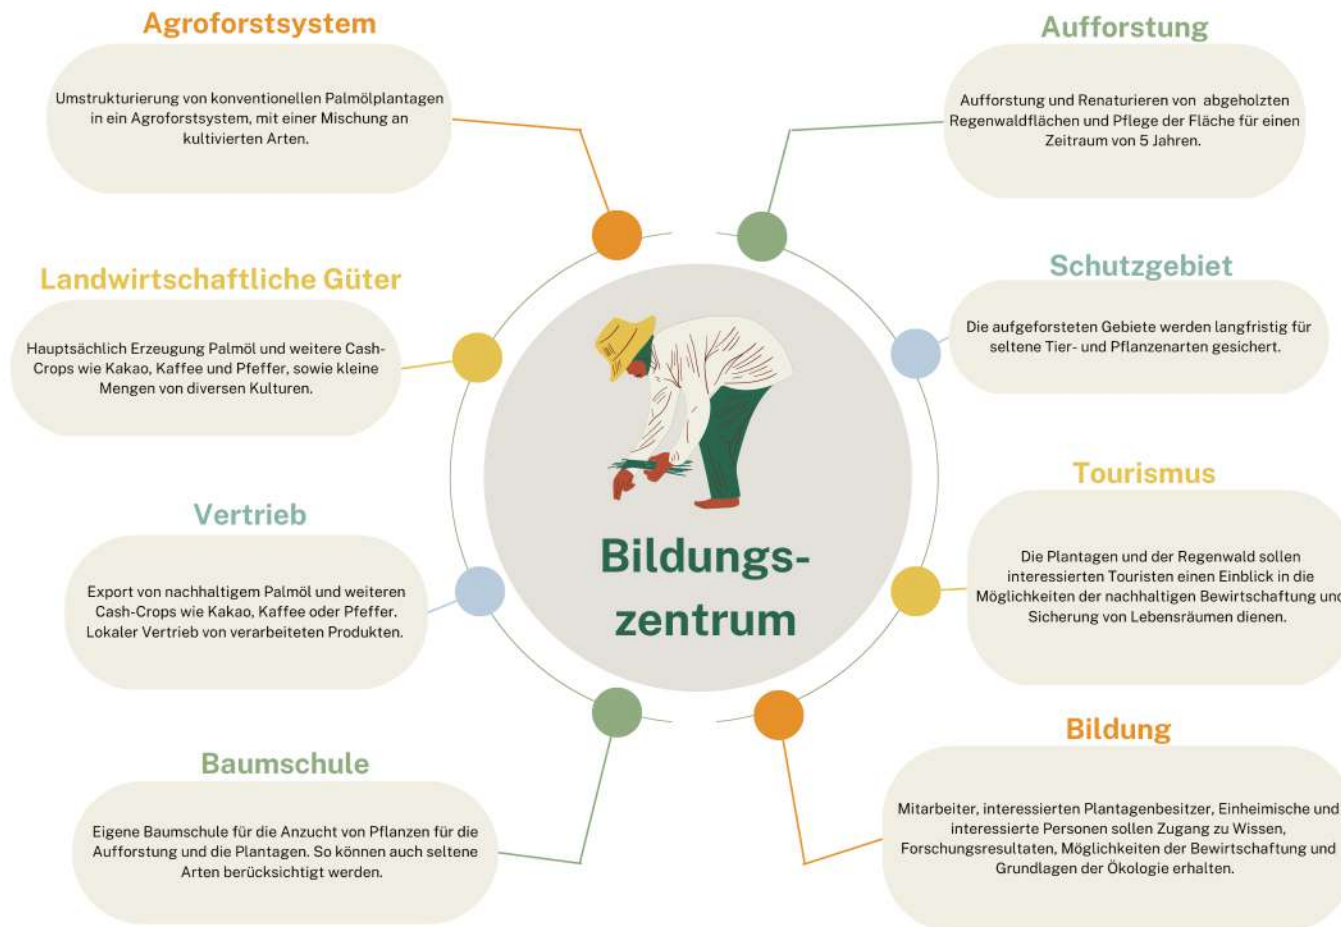 Agroforstsystem
Umstrukturierung von konventionellen Palmölplantagen
in ein Agroforstsystem, mit einer Mischung an
kultivierten Arten.
Landwirtschaftliche Güter
Hauptsächlich Erzeugung Palmöl und weitere Cash-
Crops wie Kakao, Kaffee und Pfeffer, sowie kleine
Mengen von diversen Kulturen.
Vertrieb
Export von nachhaltigem Palmöl und weiteren
Cash-Crops wie Kakao, Kaffee oder Pfeffer.
Lokaler Vertrieb von verarbeiteten Produkten.
Baumschule
Eigene Baumschule für die Anzucht von Pflanzen für die
Aufforstung und die Plantagen. So können auch seltene
Arten berücksichtigt werden.
Bildungs-
zentrum
Aufforstung
Aufforstung und Renaturieren von abgeholzten
Regenwaldflächen und Pflege der Fläche für einen
Zeitraum von 5 Jahren.
Schutzgebiet
Die aufgeforsteten Gebiete werden langfristig für
seltene Tier- und Pflanzenarten gesichert.
Tourismus
Die Plantagen und der Regenwald sollen
interessierten Touristen einen Einblick in die
Möglichkeiten der nachhaltigen Bewirtschaftung und
Sicherung von Lebensräumen dienen.
Bildung
Mitarbeiter, interessierten Plantagenbesitzer, Einheimische und
interessierte Personen sollen Zugang zu Wissen,
Forschungsresultaten, Möglichkeiten der Bewirtschaftung und
Grundlagen der Ökologie erhalten.